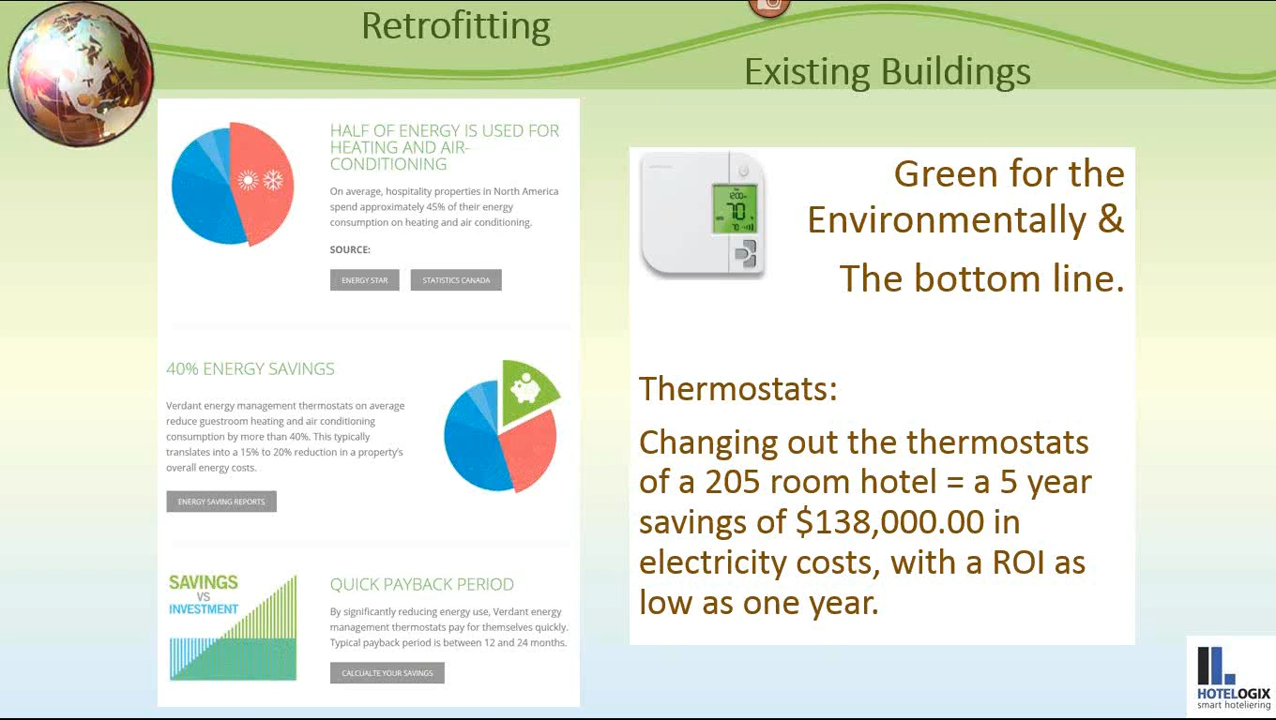 Retrofitting
Existing Buildings
HALF OF ENERGY IS USED FOR
HEATING AND AIR-
CONDITIONING
On average, hospitality properties in North America
spend approximately 45% of their energy
consumption on heating and air conditioning.
SOURCE:
ENERGY STAR
STATISTICS CANADA
40% ENERGY SAVINGS
Verdant energy management thermostats on average
reduce guestroom heating and air conditioning
consumption by more than 40%. This typically
translates into a 15% to 20% reduction in a property's
overall energy costs.
ENERGY SAVING REPORTS
SAVINGS
VS
INVESTMENT
QUICK PAYBACK PERIOD
By significantly reducing energy use, Verdant energy
management thermostats pay for themselves quickly.
Typical payback period is between 12 and 24 months.
CALCUALTE YOUR SAVINGS
70
Green for the
Environmentally &
The bottom line.
Thermostats:
Changing out the thermostats
of a 205 room hotel = a 5 year
savings of $138,000.00 in
electricity costs, with a ROI as
low as one year.
HOTELOGIX
smart hoteliering